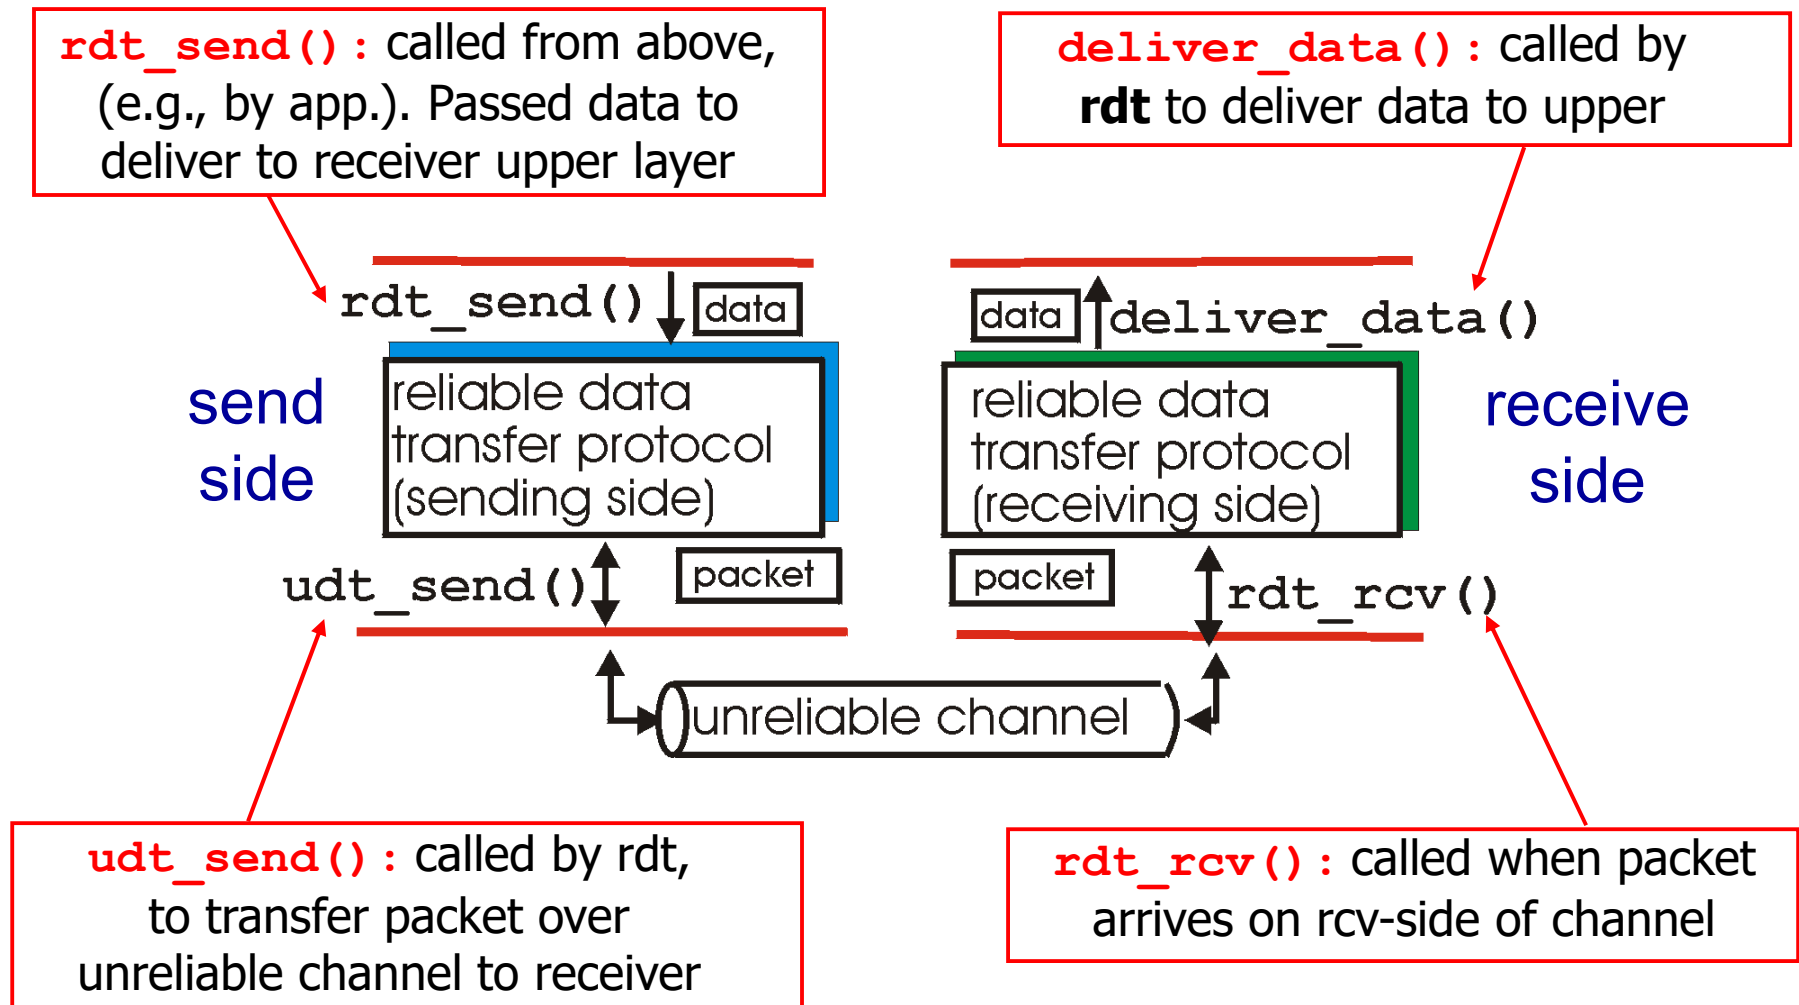 rdt_send(): called from above,
(e.g., by app.). Passed data to
deliver to receiver upper layer
deliver_data(): called by
rdt to deliver data to upper
rdt_send()
data
data
deliver_data()
send
side
reliable data
transfer protocol
(sending side)
reliable data
transfer protocol
(receiving side)
receive
side
udt_send()
packet
packet
rdt_rcv()
unreliable channel
udt_send(): called by rdt,
to transfer packet over
unreliable channel to receiver
rdt_rcv(): called when packet
arrives on rcv-side of channel